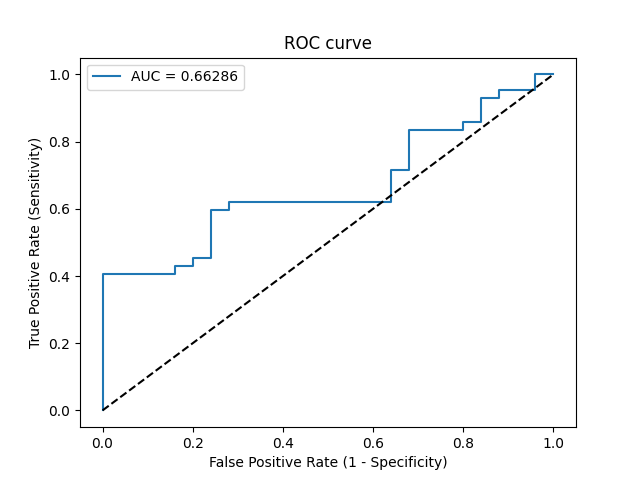 ROC curve
AUC = 0.66286
True Positive Rate (Sensitivity)
1.0
0.8
0.6
0.4
0.2
0.0
0.0 0.2 0.4 0.6 0.8 1.0
False Positive Rate (1 - Specificity)